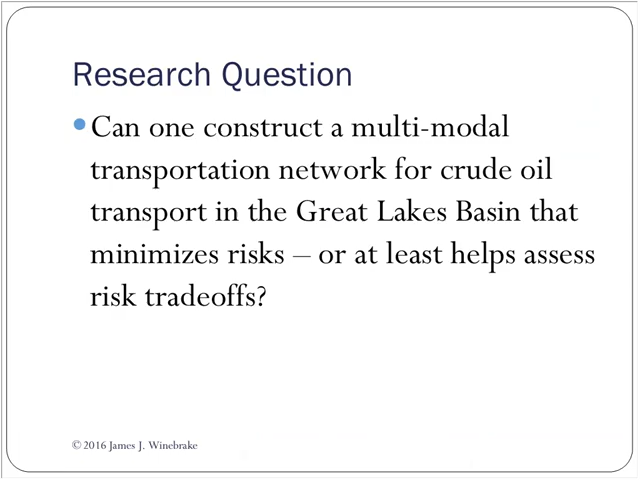 Research Question
Can one construct a multi-modal
transportation network for crude oil
transport in the Great Lakes Basin that
minimizes risks – or at least helps assess
risk tradeoffs?
© 2016 James J. Winebrake